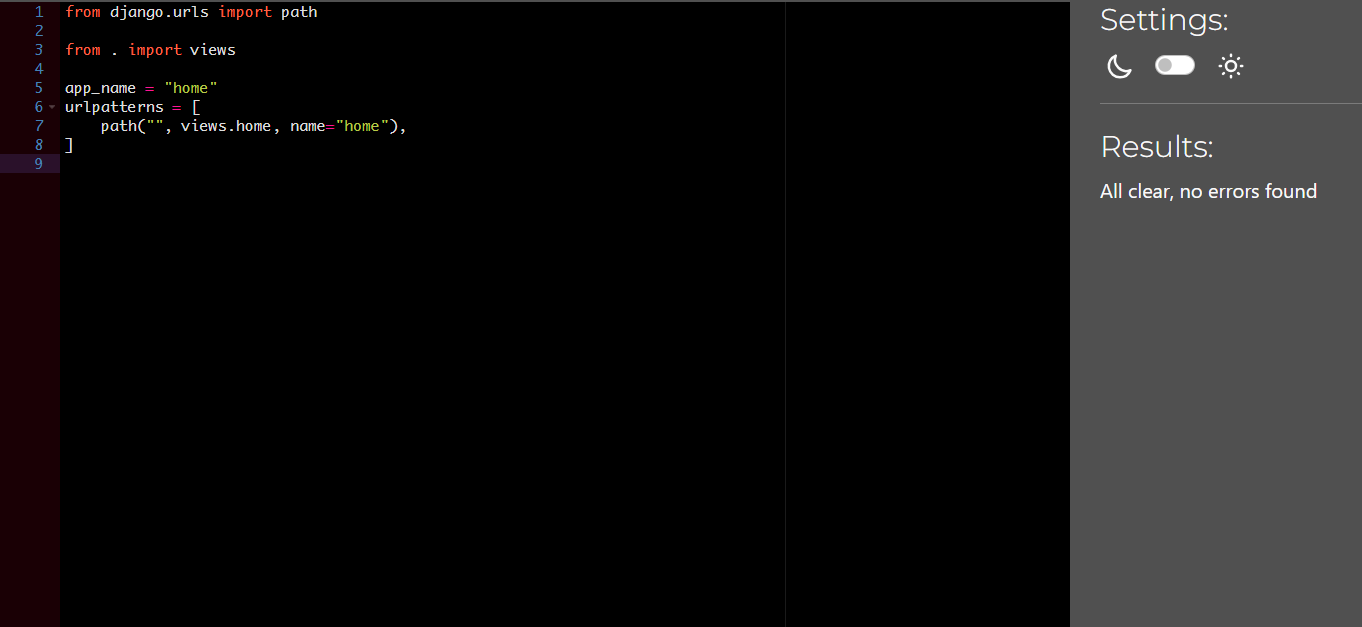 1 from django.urls import path
2
3 from . import views
4
5 app_name = "home"
6 urlpatterns = [
7     path("", views.home, name="home"),
8 ]
9
Settings:
Results:
All clear, no errors found